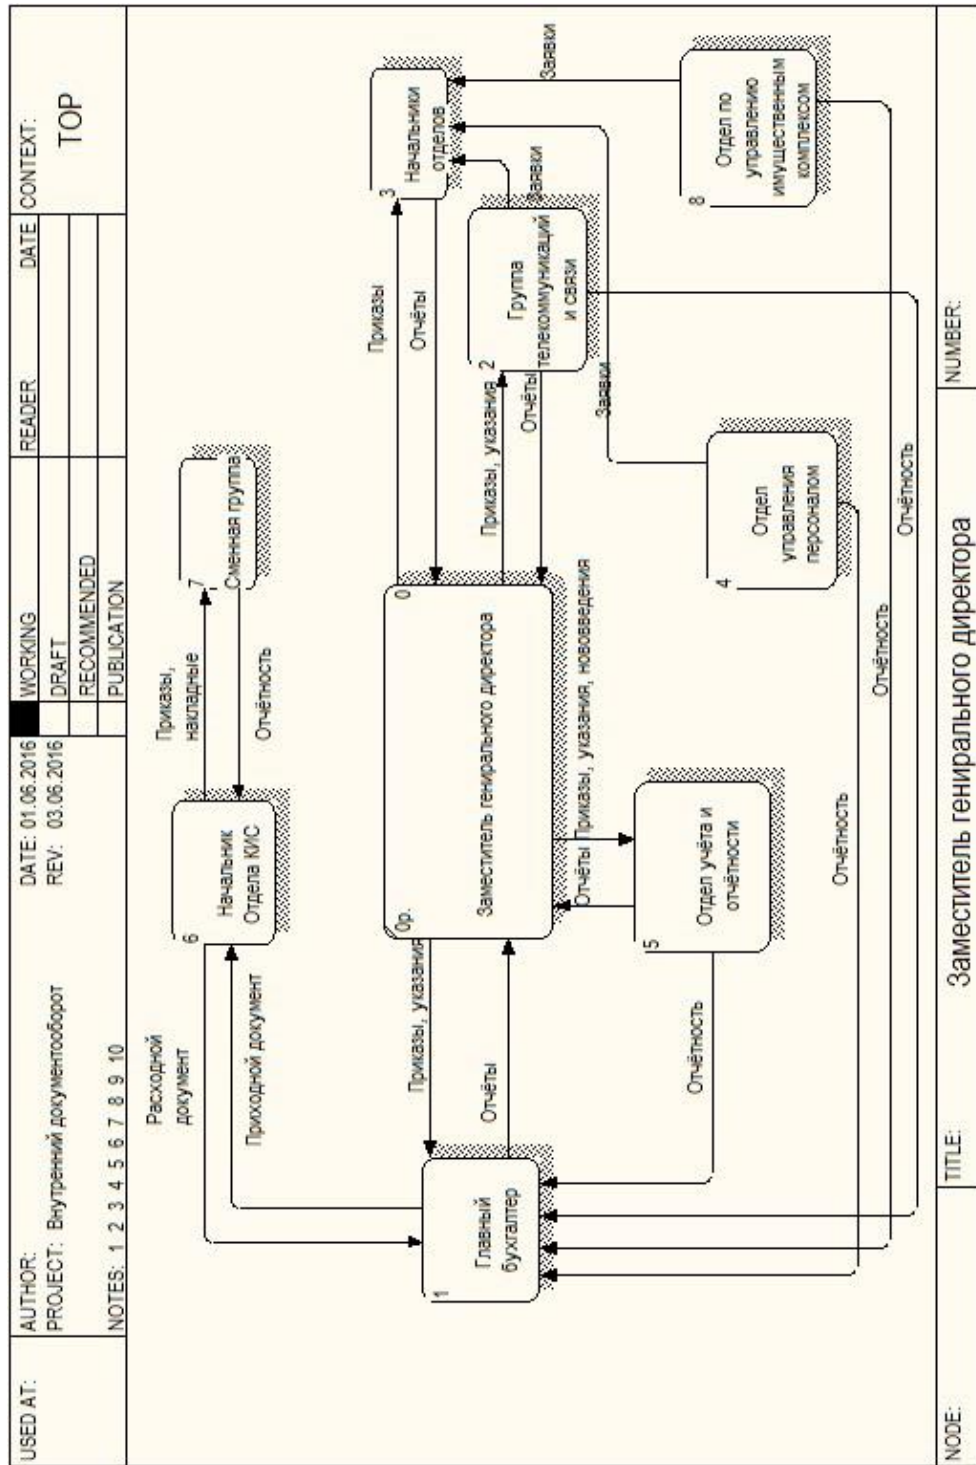 USED AT:
AUTHOR:
DATE: 01.06.2016
WORKING
READER
DATE
CONTEXT:
PROJECT: Внутренний документооборот
REV: 03.06.2016
DRAFT
TOP
RECOMMENDED
NOTES: 1 2 3 4 5 6 7 8 9 10
PUBLICATION
Расходной
документ
Приходной документ
6
Начальник
Отдела КИС
Приказы,
накладные
Отчётность
7
Сменная группа
Приказы
Отчёты
3
Начальники
отделов
Заявки
Приказы, указания
Отчёты
1
Главный
бухгалтер
0р.
0
Заместитель генирального директора
Приказы, указания
Отчёты
2
Группа
телекоммуникаций
и связи
Заявки
Отчёты
Приказы, указания, нововведения
Заявки
5
Отдел учёта и
отчётности
Отчётность
4
Отдел
управления
персоналом
8
Отдел по
управлению
имущественным
комплексом
Отчётность
Отчётность
Отчётность
NODE:
TITLE:
Заместитель генирального директора
NUMBER: